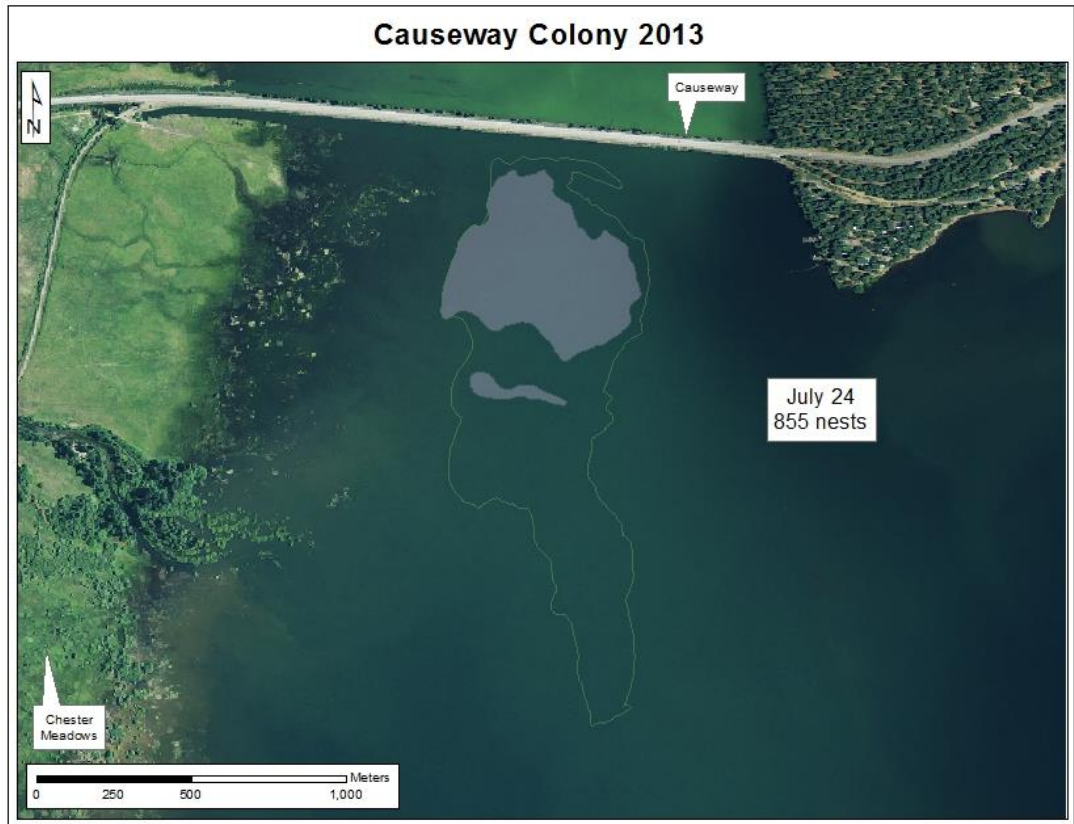 Causeway Colony 2013
N
Causeway
July 24
855 nests
Chester
Meadows
Meters
0 250 500 1,000